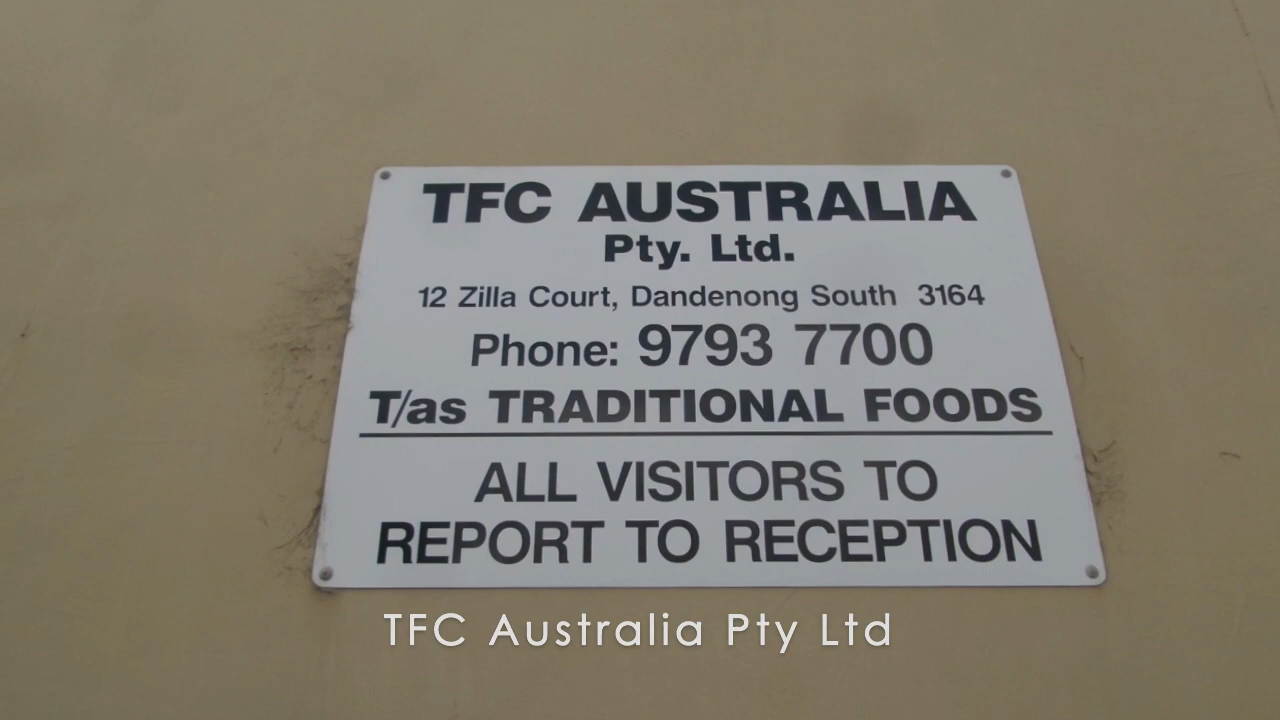 TFC AUSTRALIA
Pty. Ltd.
12 Zilla Court, Dandenong South 3164
Phone: 9793 7700
T/as TRADITIONAL FOODS
ALL VISITORS TO
REPORT TO RECEPTION
TFC Australia Pty Ltd